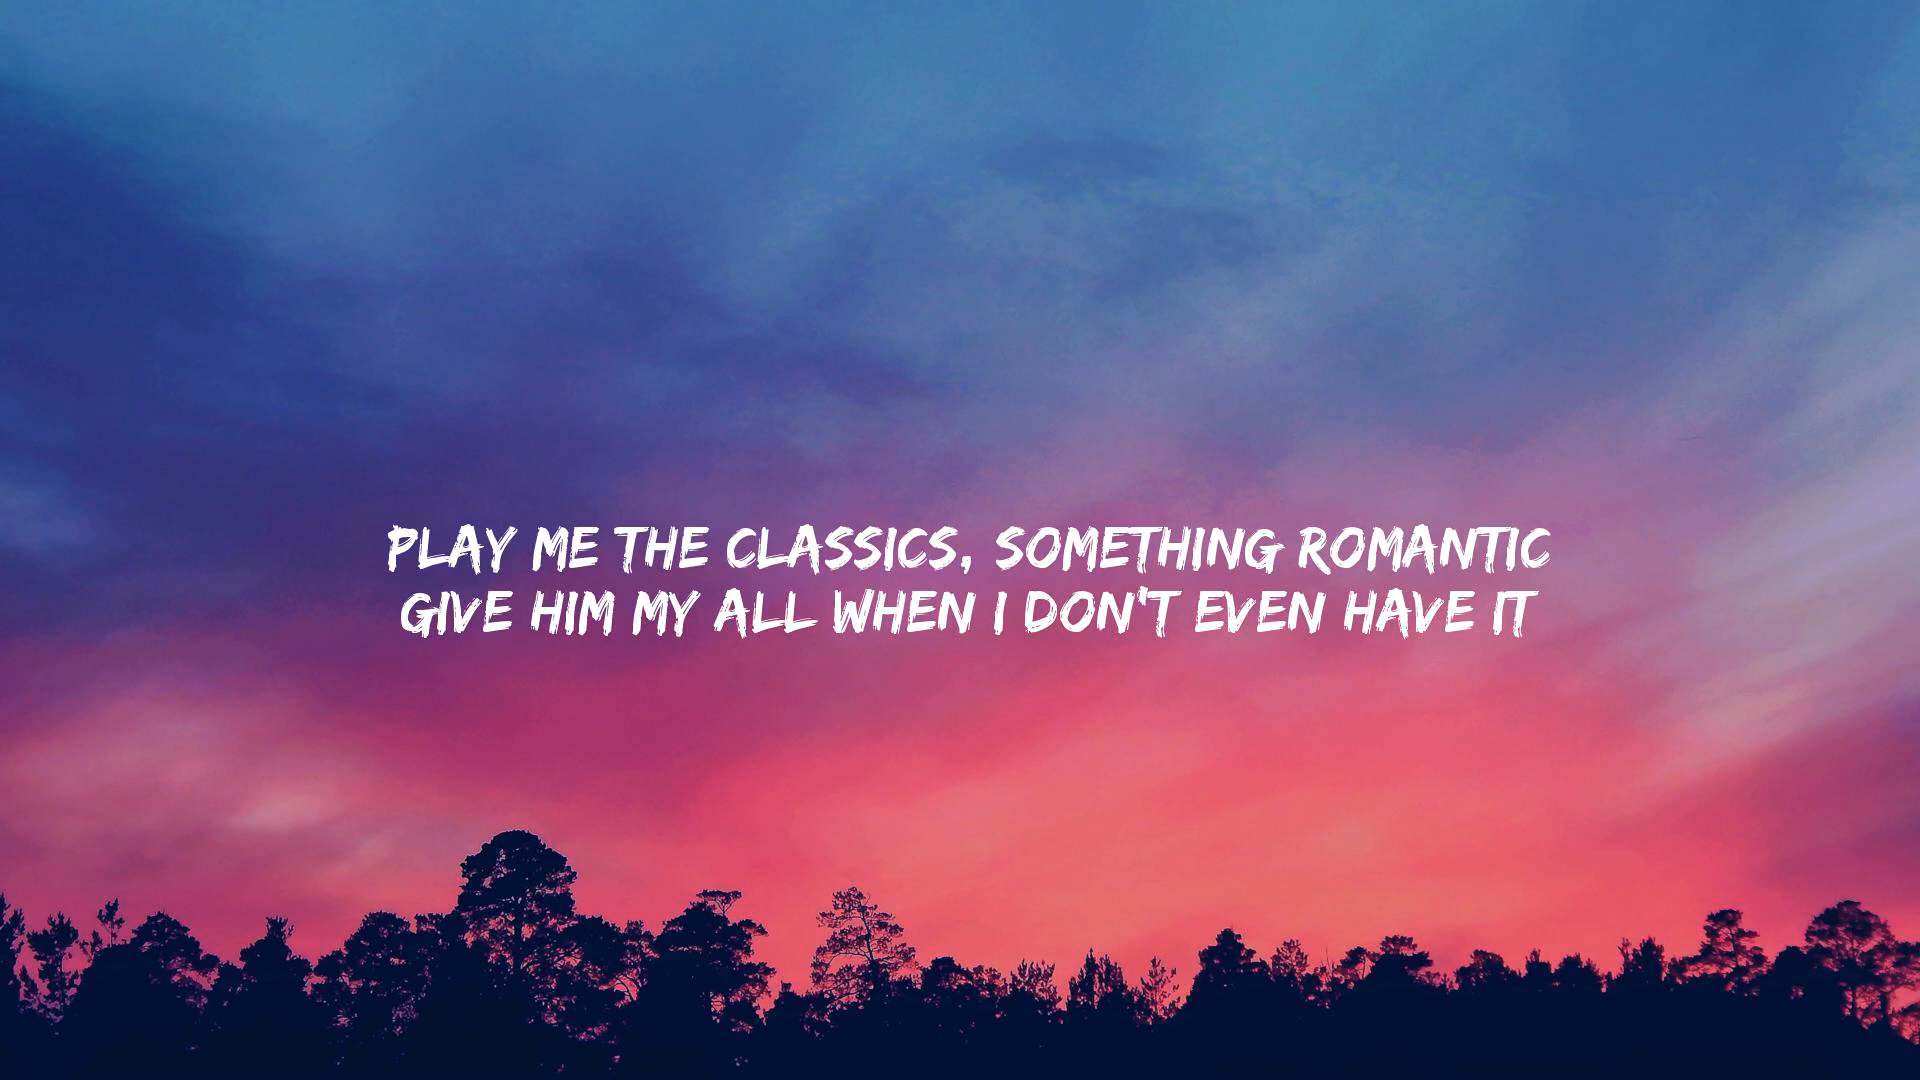 PLAY ME THE CLASSICS, SOMETHING ROMANTIC
GIVE HIM MY ALL WHEN I DON'T EVEN HAVE IT